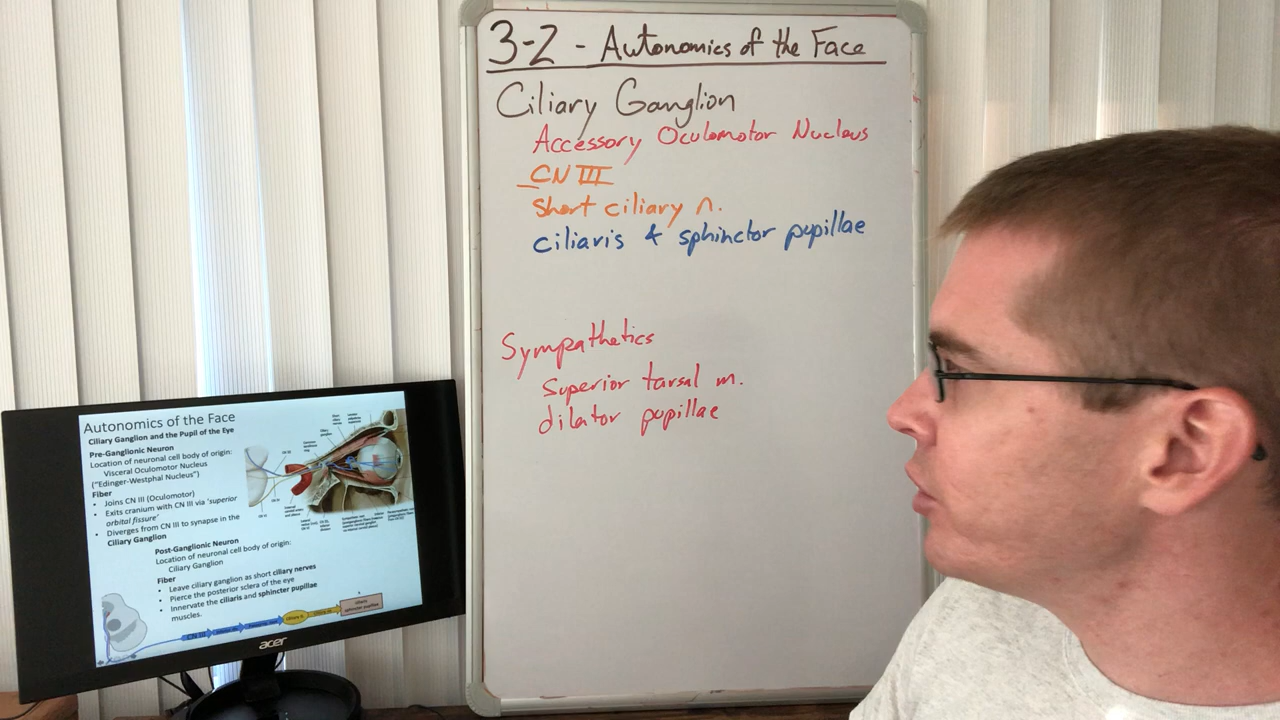 3-2 - Autonomics of the Face
Ciliary Ganglion
Accessory Oculomotor Nucleus
CN III
short ciliary n.
ciliaris & sphinctor pupillae
Sympathetics
superior tarsal m.
dilator pupillae
Autonomics of the Face
Ciliary Ganglion and the Pupil of the Eye
Pre-Ganglionic Neuron
Location of neuronal cell body of origin:
Visceral Oculomotor Nucleus
("Edinger-Westphal Nucleus")
Fiber
• Joins CN III (Oculomotor)
• Exits cranium with CN III via 'superior
orbital fissure'
• Diverges from CN III to synapse in the
Ciliary Ganglion
Post-Ganglionic Neuron
Location of neuronal cell body of origin:
Ciliary Ganglion
Fiber
• Leave ciliary ganglion as short ciliary nerves
• Pierce the posterior sclera of the eye
• Innervate the ciliaris and sphincter pupillae
muscles.
CN III
acer